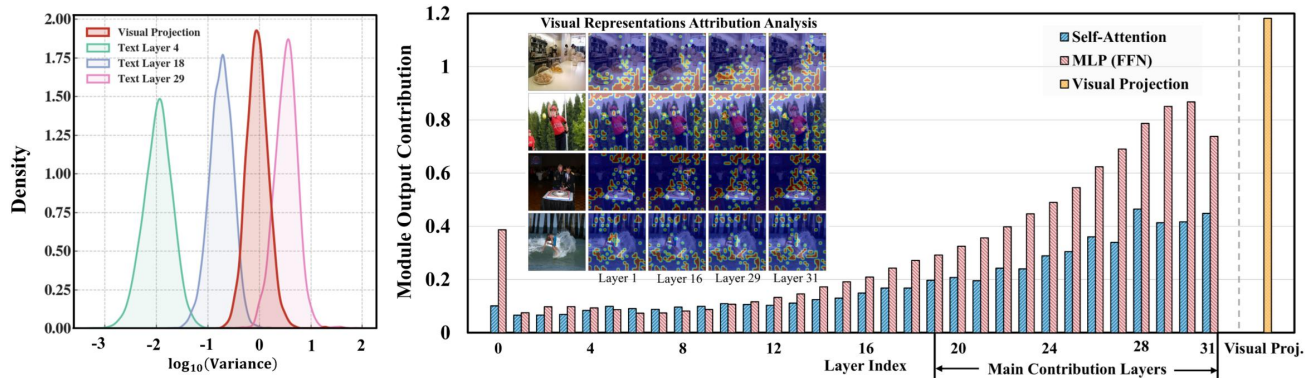 2.00
1.75
1.50
1.25
1.00
0.75
0.50
0.25
0.00
Density
-3
-2
-1
0
1
2
log₁₀(Variance)
Visual Projection
Text Layer 4
Text Layer 18
Text Layer 29
1.2
1
0.8
0.6
0.4
0.2
0
Module Output Contribution
Visual Representations Attribution Analysis
Layer 1
Layer 16
Layer 29
Layer 31
Self-Attention
MLP (FFN)
Visual Projection
0
4
8
12
16
20
24
28
31
Visual Proj.
Layer Index
Main Contribution Layers